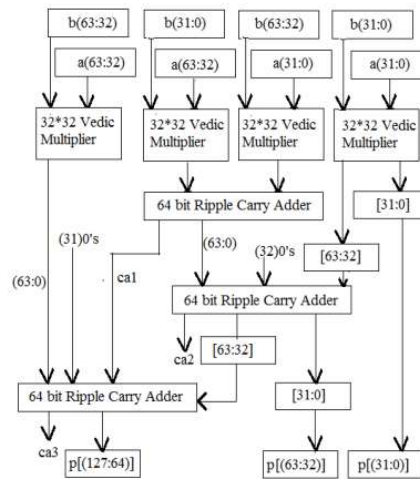 b(63:32) b(31:0) b(63:32) b(31:0)
a(63:32) a(63:32) a(31:0) a(31:0)
32*32 Vedic Multiplier
32*32 Vedic Multiplier
32*32 Vedic Multiplier
32*32 Vedic Multiplier
64 bit Ripple Carry Adder
[31:0]
(31)0's
(63:0)
(32)0's
[63:32]
(63:0)
ca1
64 bit Ripple Carry Adder
ca2
[63:32]
64 bit Ripple Carry Adder
[31:0]
ca3
p[(127:64)]
p[(63:32)]
p[(31:0)]